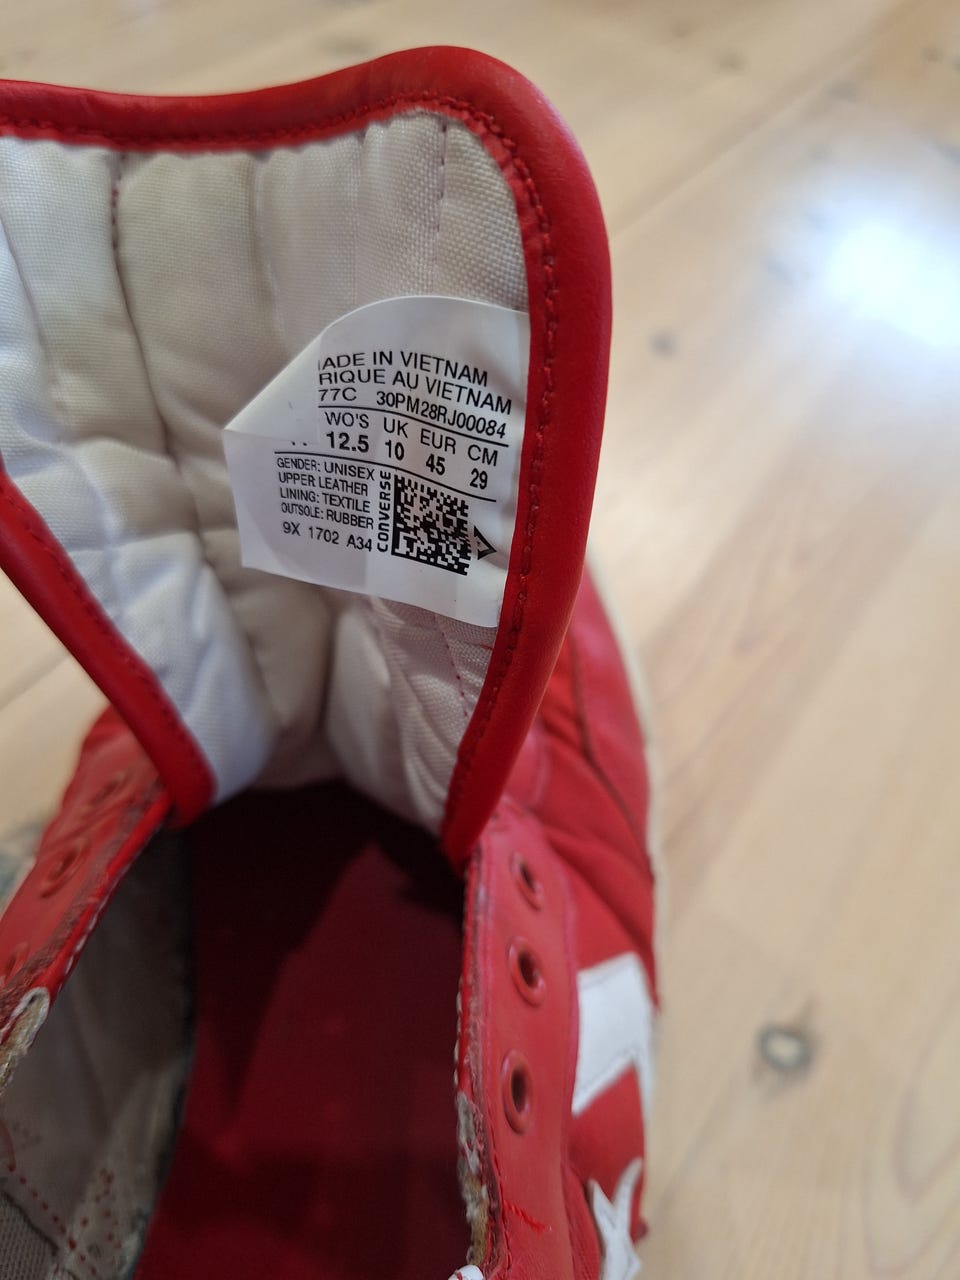 ADE IN VIETNAM
RIQUE AU VIETNAM
77C 30PM28RJ00084
WO'S UK EUR CM
12.5 10 45 29
GENDER: UNISEX
UPPER: LEATHER
LINING: TEXTILE
OUTSOLE: RUBBER
9X 1702 A34
CONVERSE